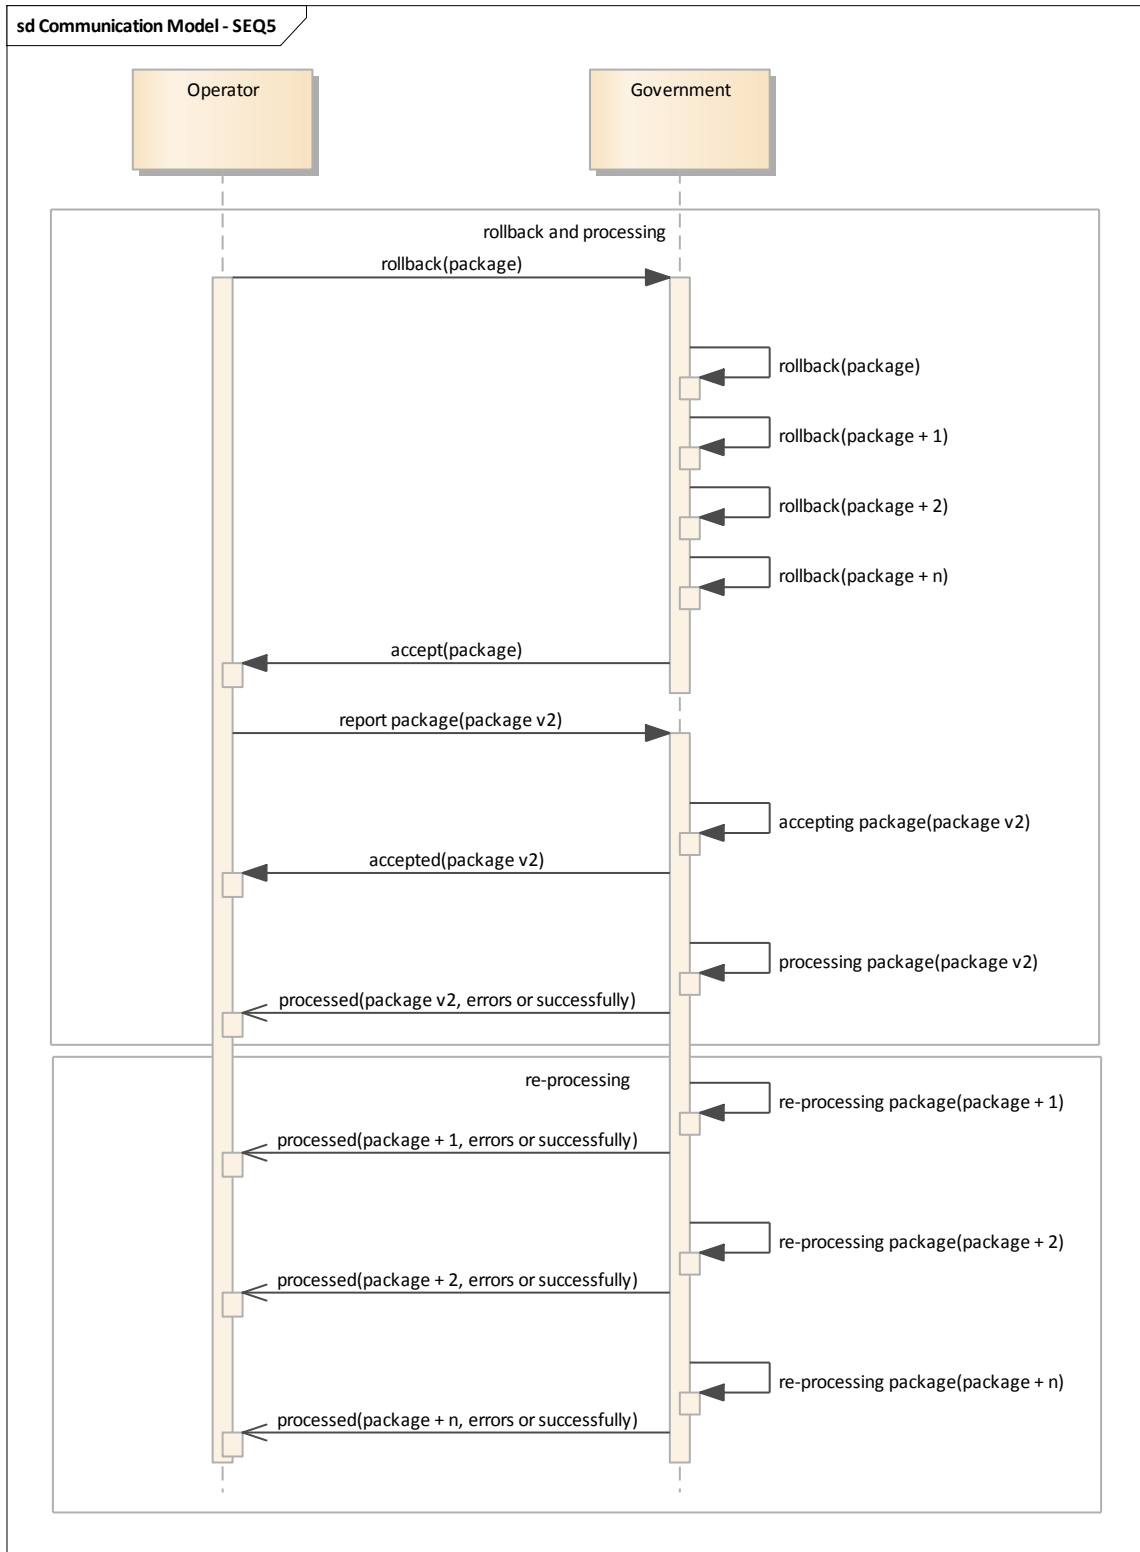 sd Communication Model - SEQ5
Operator
Government
rollback and processing
rollback(package)
rollback(package)
rollback(package + 1)
rollback(package + 2)
rollback(package + n)
accept(package)
report package(package v2)
accepting package(package v2)
accepted(package v2)
processing package(package v2)
processed(package v2, errors or successfully)
re-processing
re-processing package(package + 1)
processed(package + 1, errors or successfully)
re-processing package(package + 2)
processed(package + 2, errors or successfully)
re-processing package(package + n)
processed(package + n, errors or successfully)